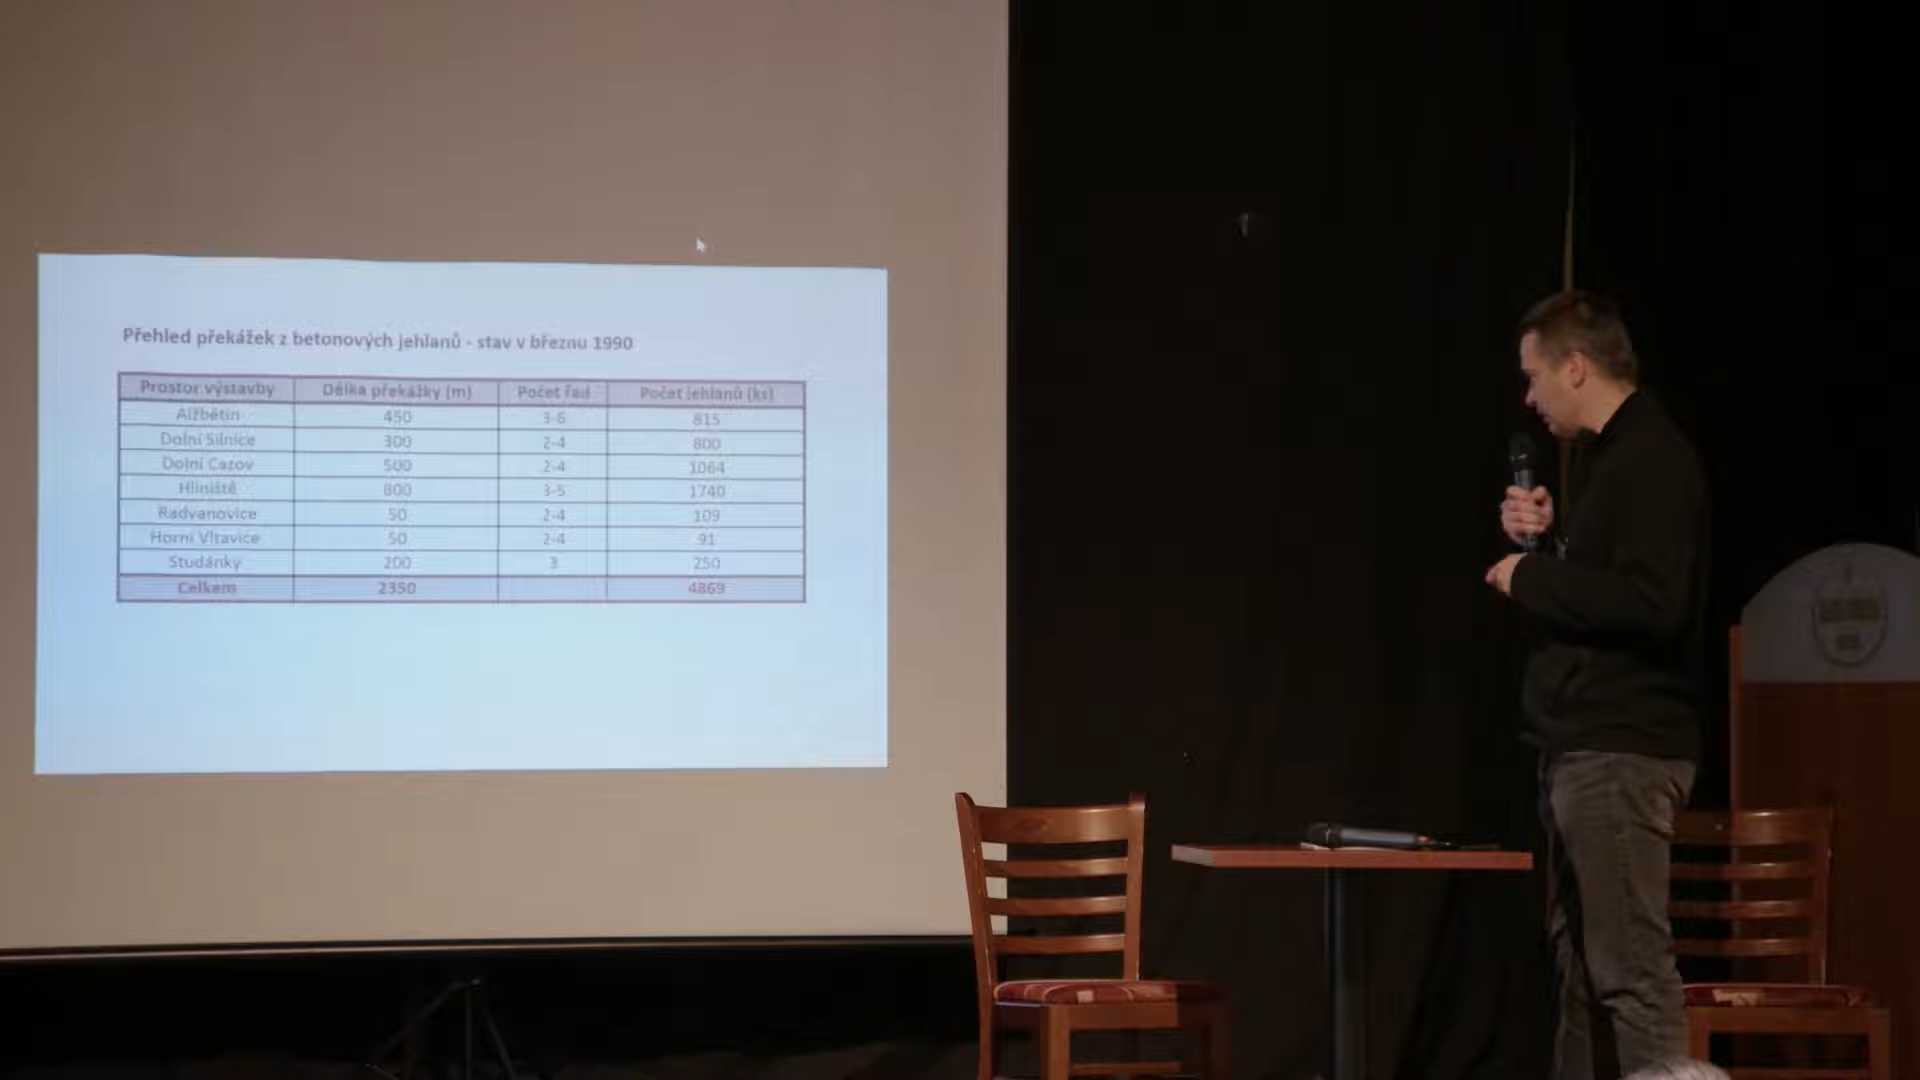 Přehled překážek z betonových jehlanů - stav v březnu 1990
Prostor výstavby Délka překážky (m) Počet řad Počet jehlanů (ks)
Alžbětín 450 3-6 815
Dolní Silnice 300 2-4 800
Dolní Cazov 500 2-4 1064
Hliniště 800 3-5 1740
Radvanovice 50 2-4 109
Horní Vltavice 50 2-4 91
Studánky 200 3 250
Celkem 2350 4869